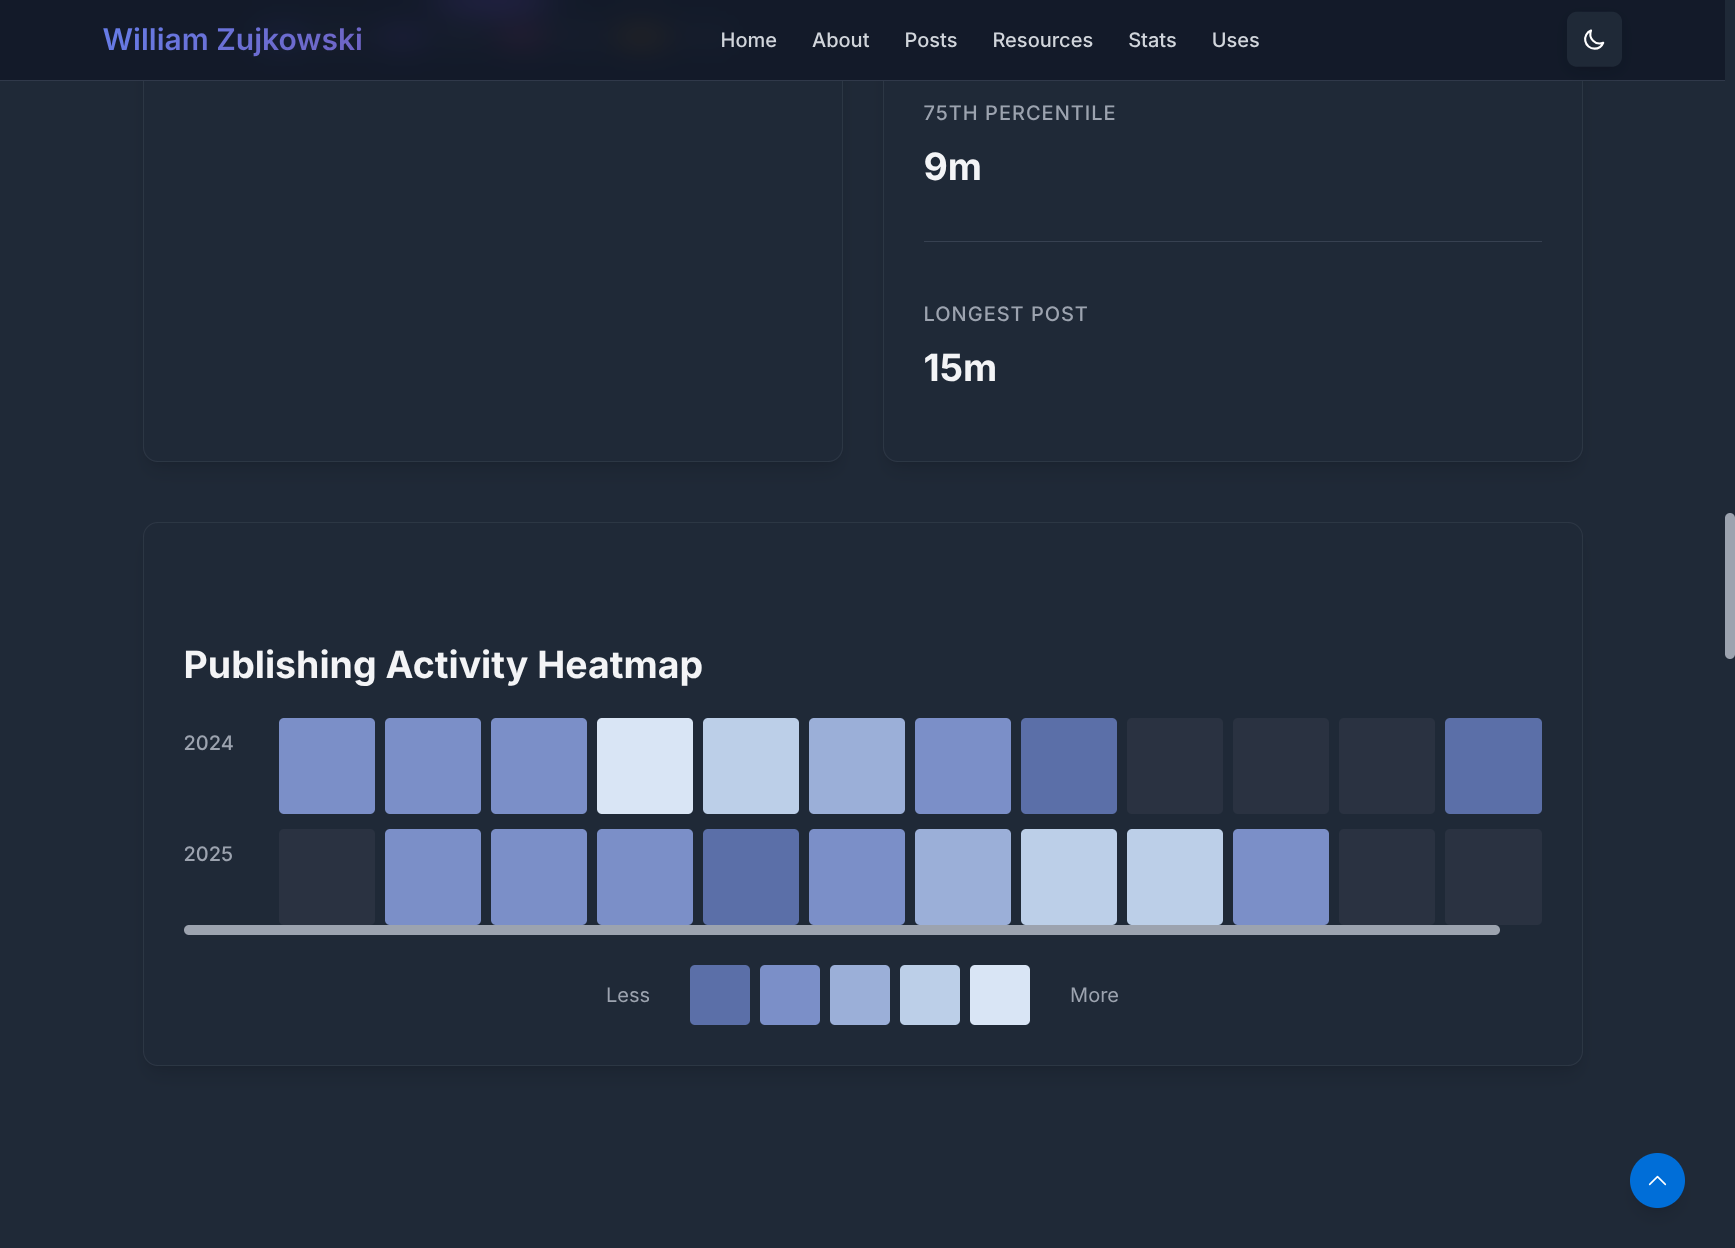 William Zujkowski
Home
About
Posts
Resources
Stats
Uses
75TH PERCENTILE
9m
LONGEST POST
15m
Publishing Activity Heatmap
2024
2025
Less
More